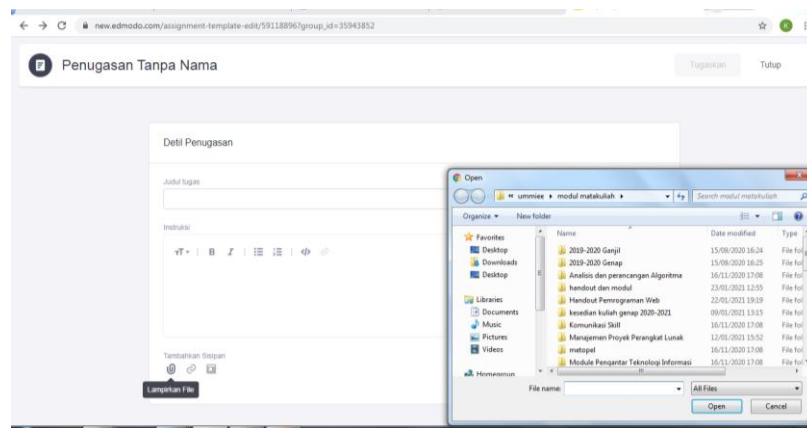 new.edmodo.com/assignment-template-edit/591188967group_id=35943852
K
Penugasan Tanpa Nama
Tugaskan
Tutup
Detil Penugasan
Judul tugas
Instruksi
B I
Tambahkan Sisipan
Lampirkan File
Open
« ummiee ▸ modul matakuliah ▸
Search modul matakuliah
Organize ▾ New folder
Name Date modified Type
Favorites
Desktop
Downloads
Desktop
Libraries
Documents
Music
Pictures
Videos
Homegroup
2019-2020 Ganjil 15/08/2020 16:24 File fol
2019-2020 Genap 15/08/2020 16:25 File fol
Analisis dan perancangan Algoritma 16/11/2020 17:08 File fol
handout dan modul 23/01/2021 12:55 File fol
Handout Pemrograman Web 22/01/2021 19:19 File fol
kesedian kuliah genap 2020-2021 09/01/2021 13:15 File fol
Komunikasi Skill 16/11/2020 17:08 File fol
Manajemen Proyek Perangkat Lunak 12/01/2021 15:52 File fol
metopel 16/11/2020 17:08 File fol
Module Pengantar Teknologi Informasi 16/11/2020 17:08 File fol
File name:
All Files
Open
Cancel